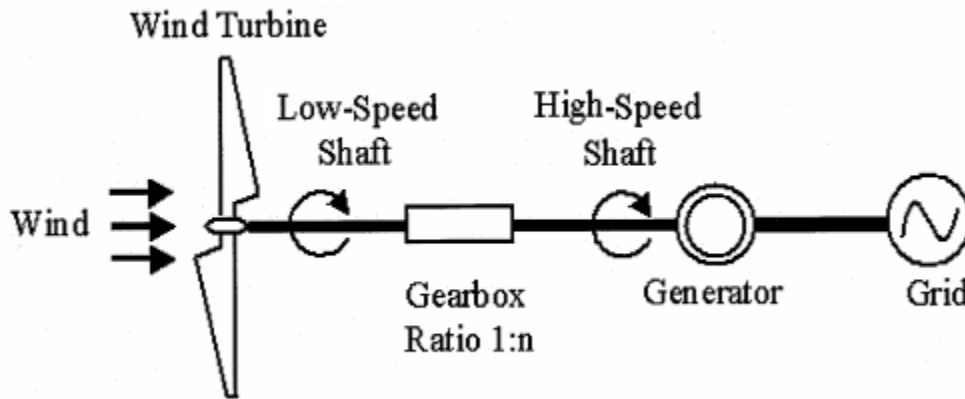 Wind Turbine
Low-Speed
Shaft
High-Speed
Shaft
Wind
Gearbox
Ratio 1:n
Generator
Grid